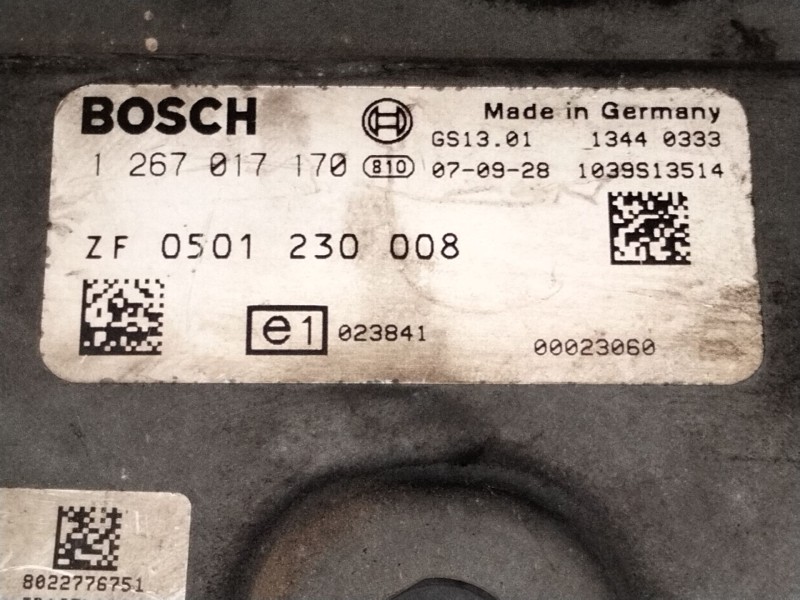 BOSCH Made in Germany
GS13.01 1344 0333
1 267 017 170 810 07-09-28 1039S13514
ZF 0501 230 008
e1 023841 00023060
8022776751